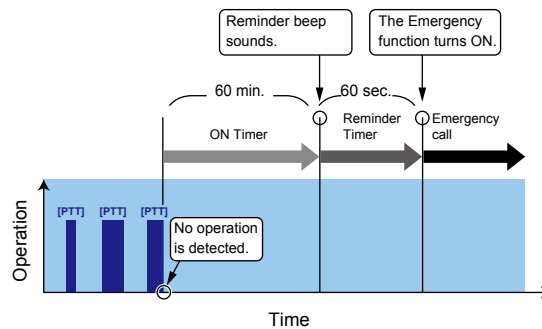 Reminder beep
sounds.
The Emergency
function turns ON.
60 min.
60 sec.
ON Timer
Reminder
Timer
Emergency
call
[PTT] [PTT] [PTT]
No operation
is detected.
Operation
Time